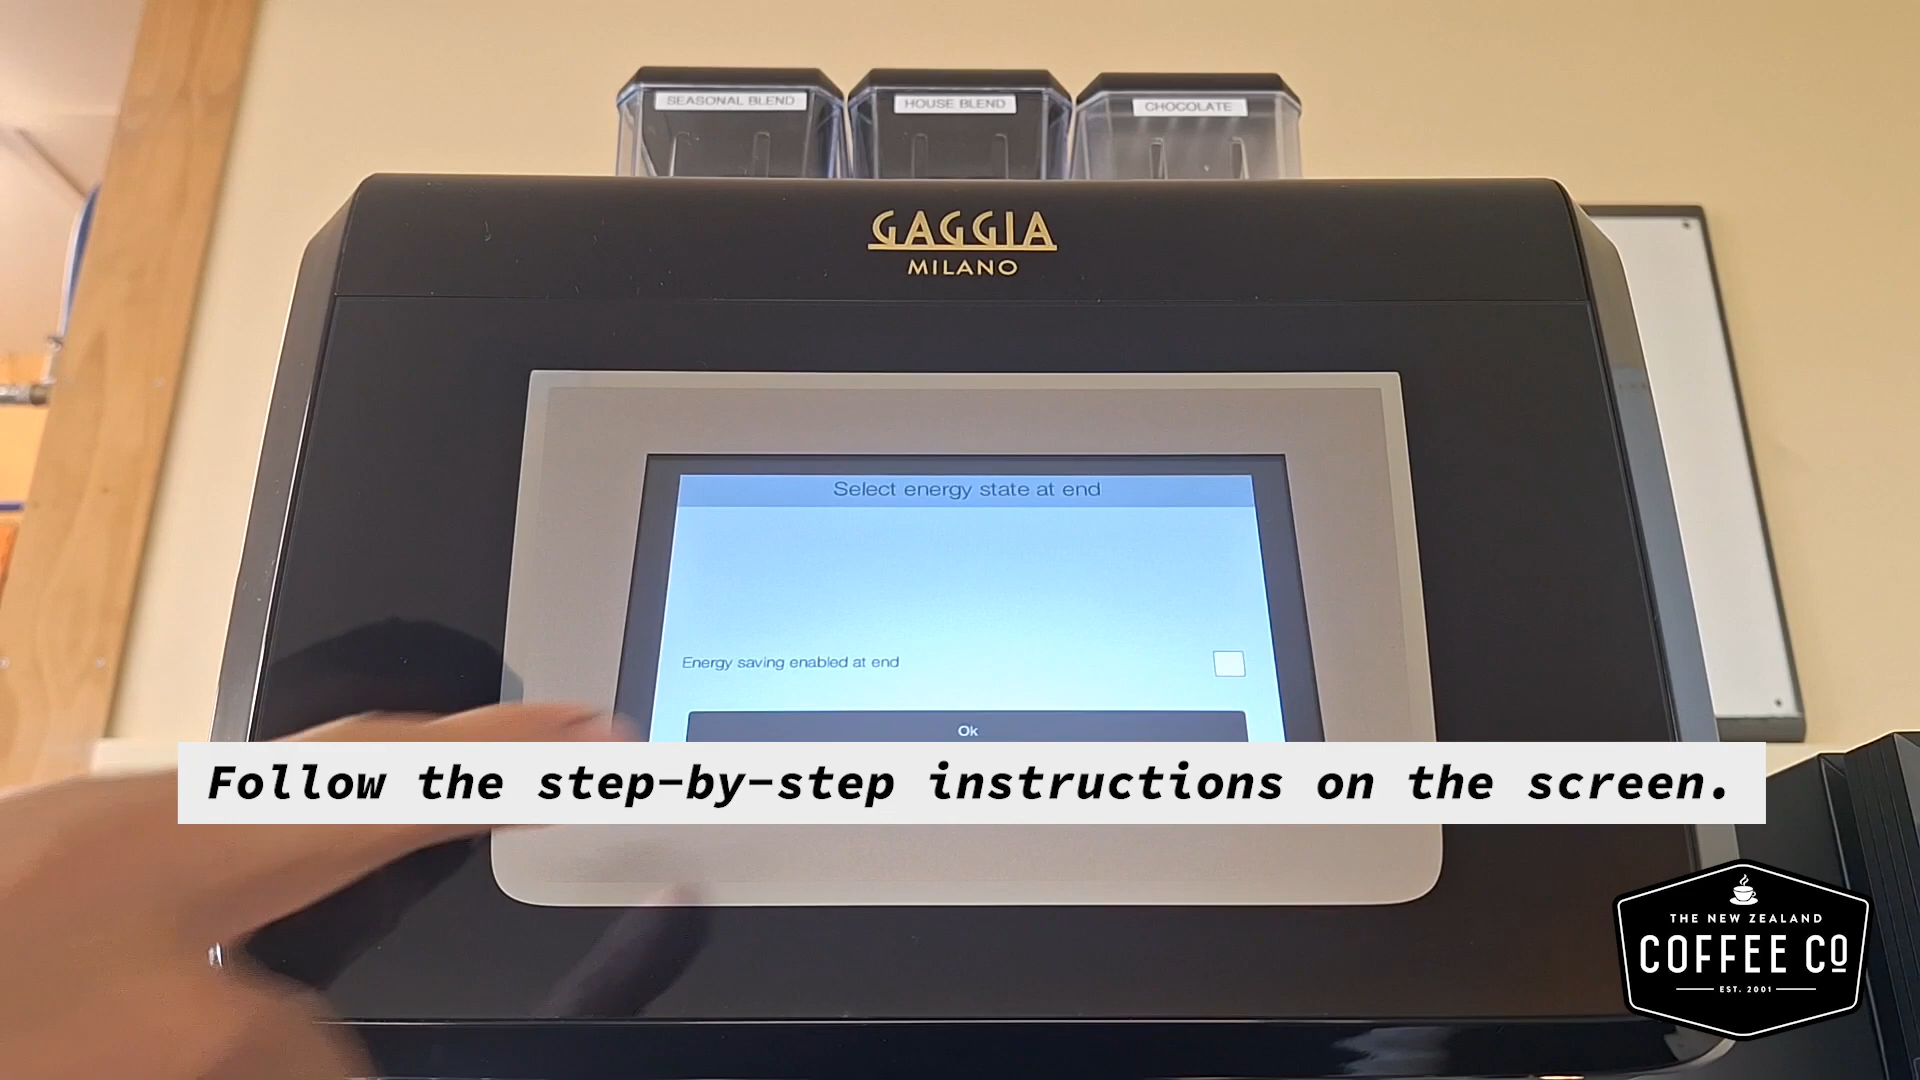 SEASONAL BLEND
HOUSE BLEND
CHOCOLATE
GAGGIA
MILANO
Select energy state at end
Energy saving enabled at end
Ok
Follow the step-by-step instructions on the screen.
THE NEW ZEALAND
COFFEE CO
EST. 2001